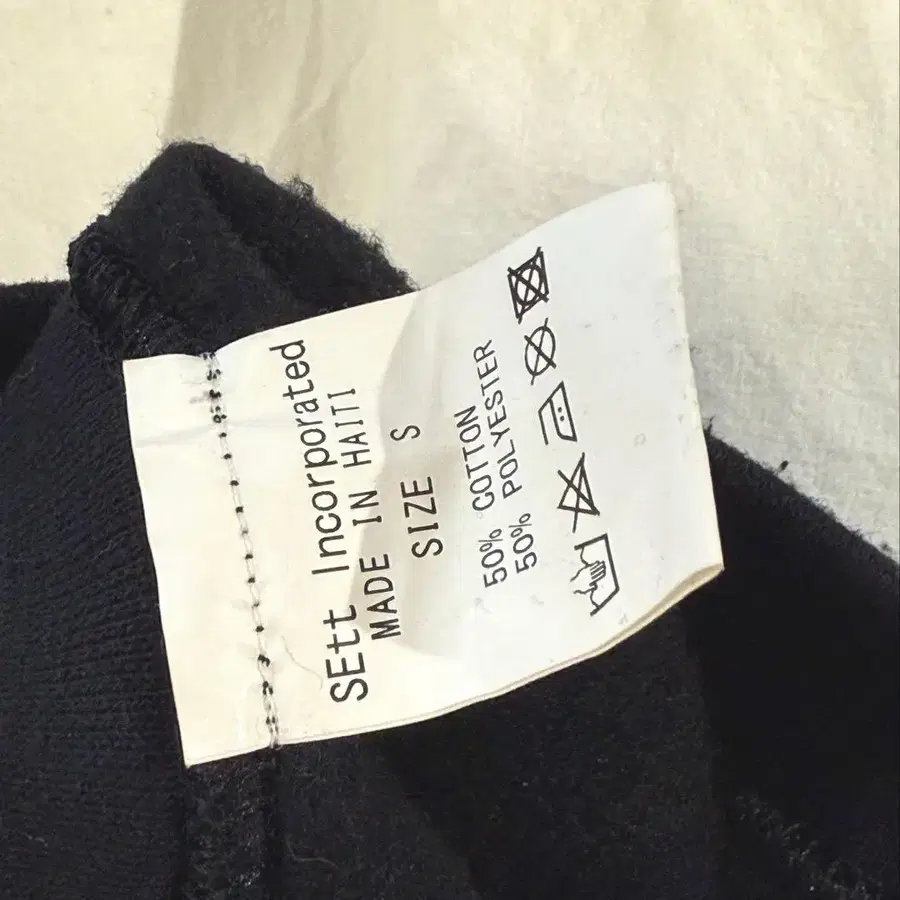 SEtt Incorporated
MADE IN HAITI
SIZE S
50% COTTON
50% POLYESTER